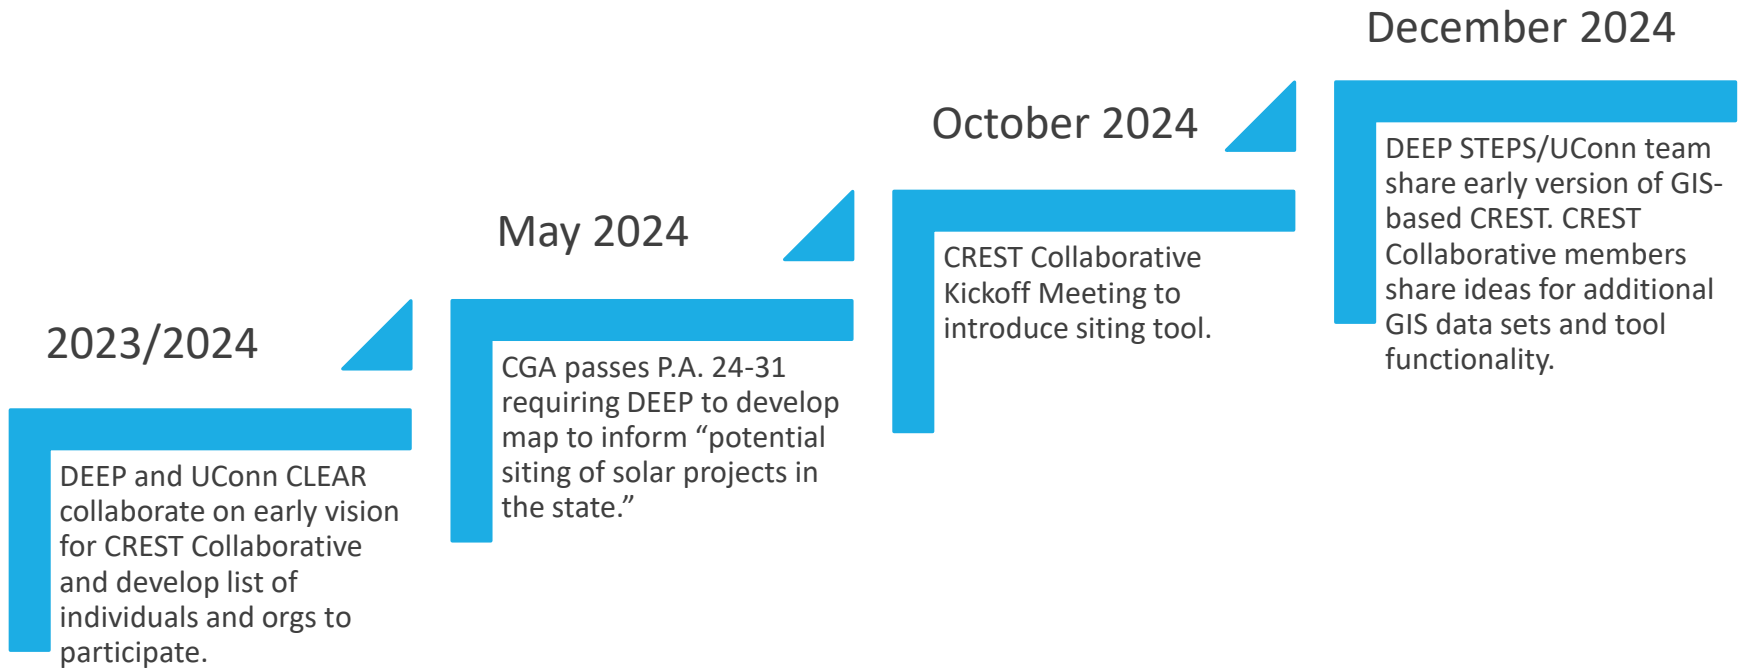 2023/2024
DEEP and UConn CLEAR
collaborate on early vision
for CREST Collaborative
and develop list of
individuals and orgs to
participate.
May 2024
CGA passes P.A. 24-31
requiring DEEP to develop
map to inform “potential
siting of solar projects in
the state.”
October 2024
CREST Collaborative
Kickoff Meeting to
introduce siting tool.
December 2024
DEEP STEPS/UConn team
share early version of GIS-
based CREST. CREST
Collaborative members
share ideas for additional
GIS data sets and tool
functionality.